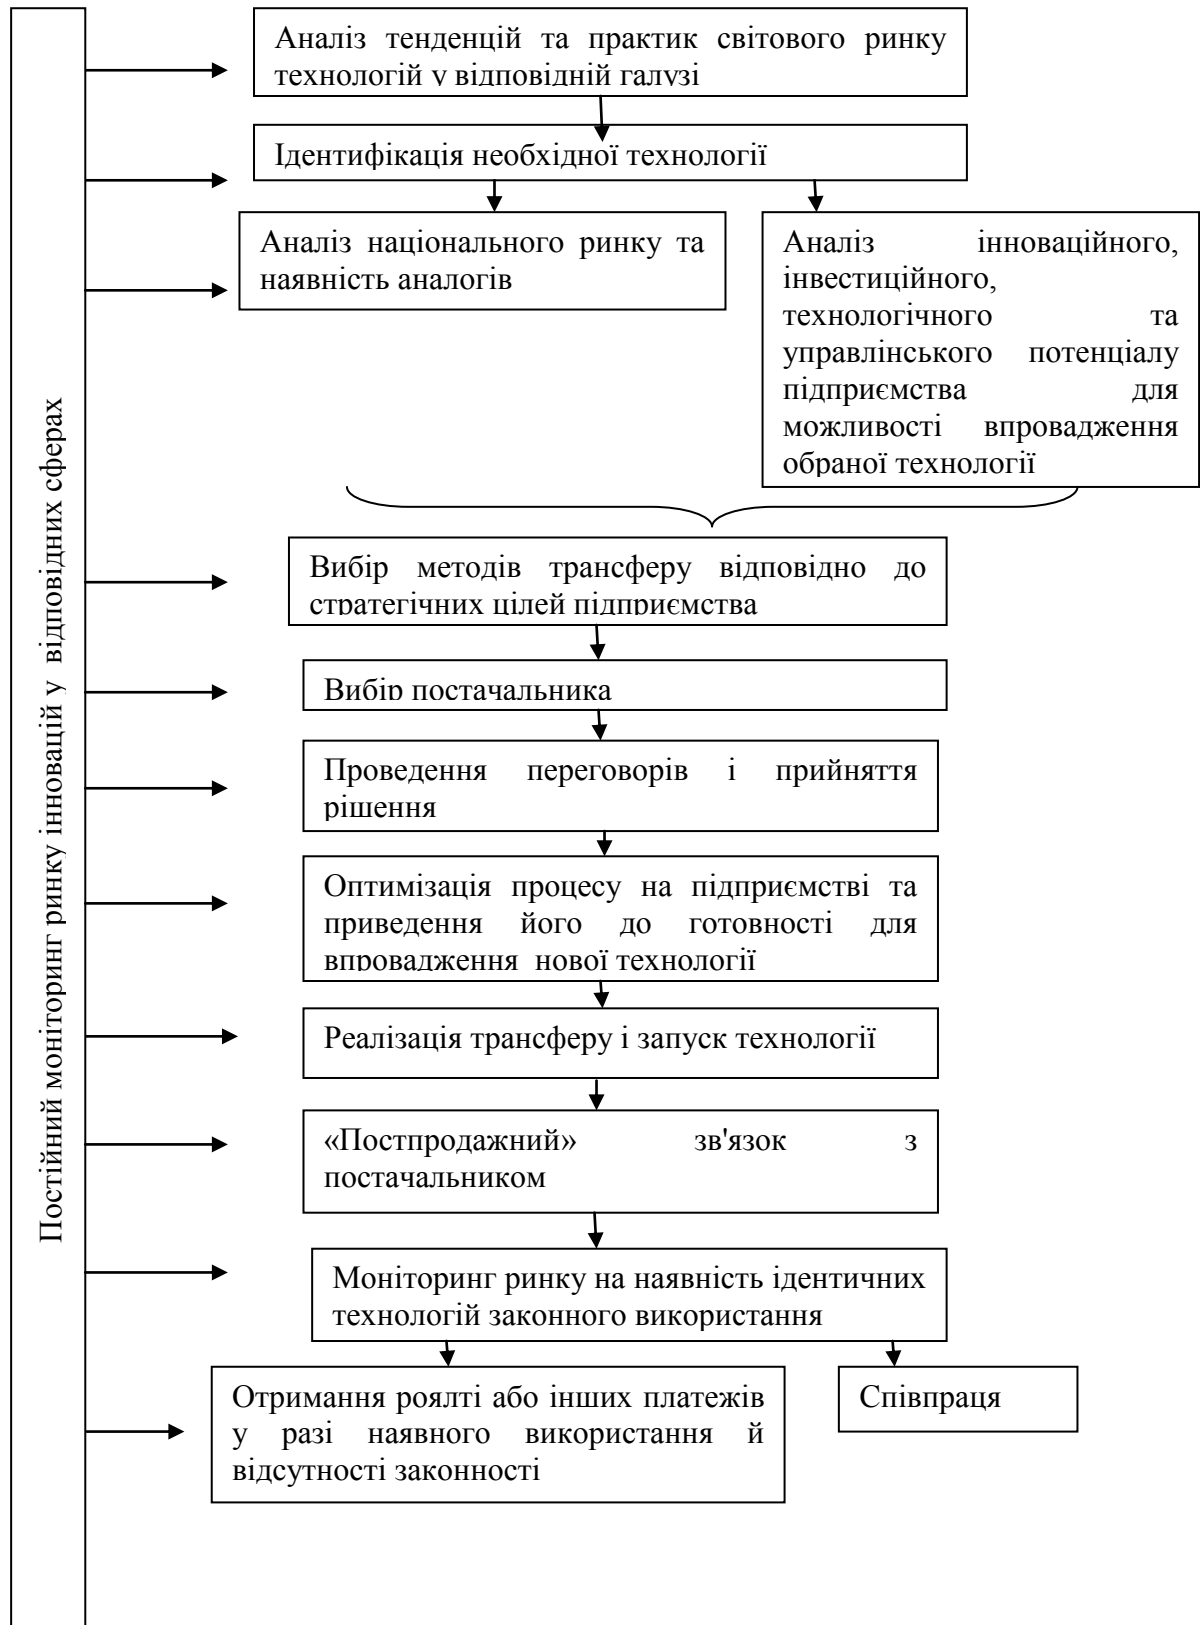 Постійний моніторинг ринку інновацій у відповідних сферах
Аналіз тенденцій та практик світового ринку
технологій у відповідній галузі
Ідентифікація необхідної технології
Аналіз національного ринку та
наявність аналогів
Аналіз інноваційного,
інвестиційного,
технологічного та
управлінського потенціалу
підприємства для
можливості впровадження
обраної технології
Вибір методів трансферу відповідно до
стратегічних цілей підприємства
Вибір постачальника
Проведення переговорів і прийняття
рішення
Оптимізація процесу на підприємстві та
приведення його до готовності для
впровадження нової технології
Реалізація трансферу і запуск технології
«Постпродажний» зв'язок з
постачальником
Моніторинг ринку на наявність ідентичних
технологій законного використання
Отримання роялті або інших платежів
у разі наявного використання й
відсутності законності
Співпраця